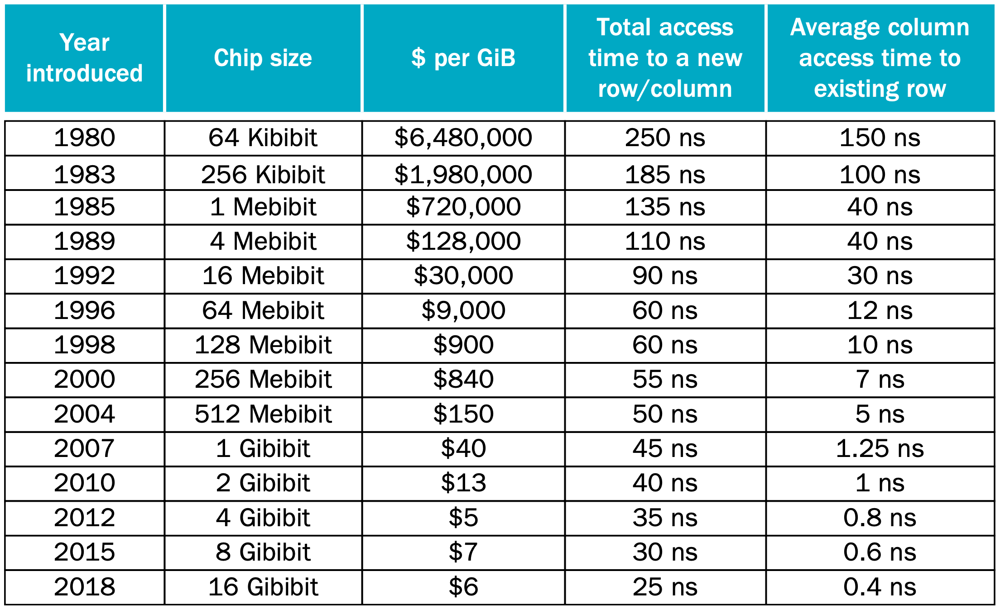 Year introduced | Chip size | $ per GiB | Total access time to a new row/column | Average column access time to existing row
1980 | 64 Kibibit | $6,480,000 | 250 ns | 150 ns
1983 | 256 Kibibit | $1,980,000 | 185 ns | 100 ns
1985 | 1 Mebibit | $720,000 | 135 ns | 40 ns
1989 | 4 Mebibit | $128,000 | 110 ns | 40 ns
1992 | 16 Mebibit | $30,000 | 90 ns | 30 ns
1996 | 64 Mebibit | $9,000 | 60 ns | 12 ns
1998 | 128 Mebibit | $900 | 60 ns | 10 ns
2000 | 256 Mebibit | $840 | 55 ns | 7 ns
2004 | 512 Mebibit | $150 | 50 ns | 5 ns
2007 | 1 Gibibit | $40 | 45 ns | 1.25 ns
2010 | 2 Gibibit | $13 | 40 ns | 1 ns
2012 | 4 Gibibit | $5 | 35 ns | 0.8 ns
2015 | 8 Gibibit | $7 | 30 ns | 0.6 ns
2018 | 16 Gibibit | $6 | 25 ns | 0.4 ns